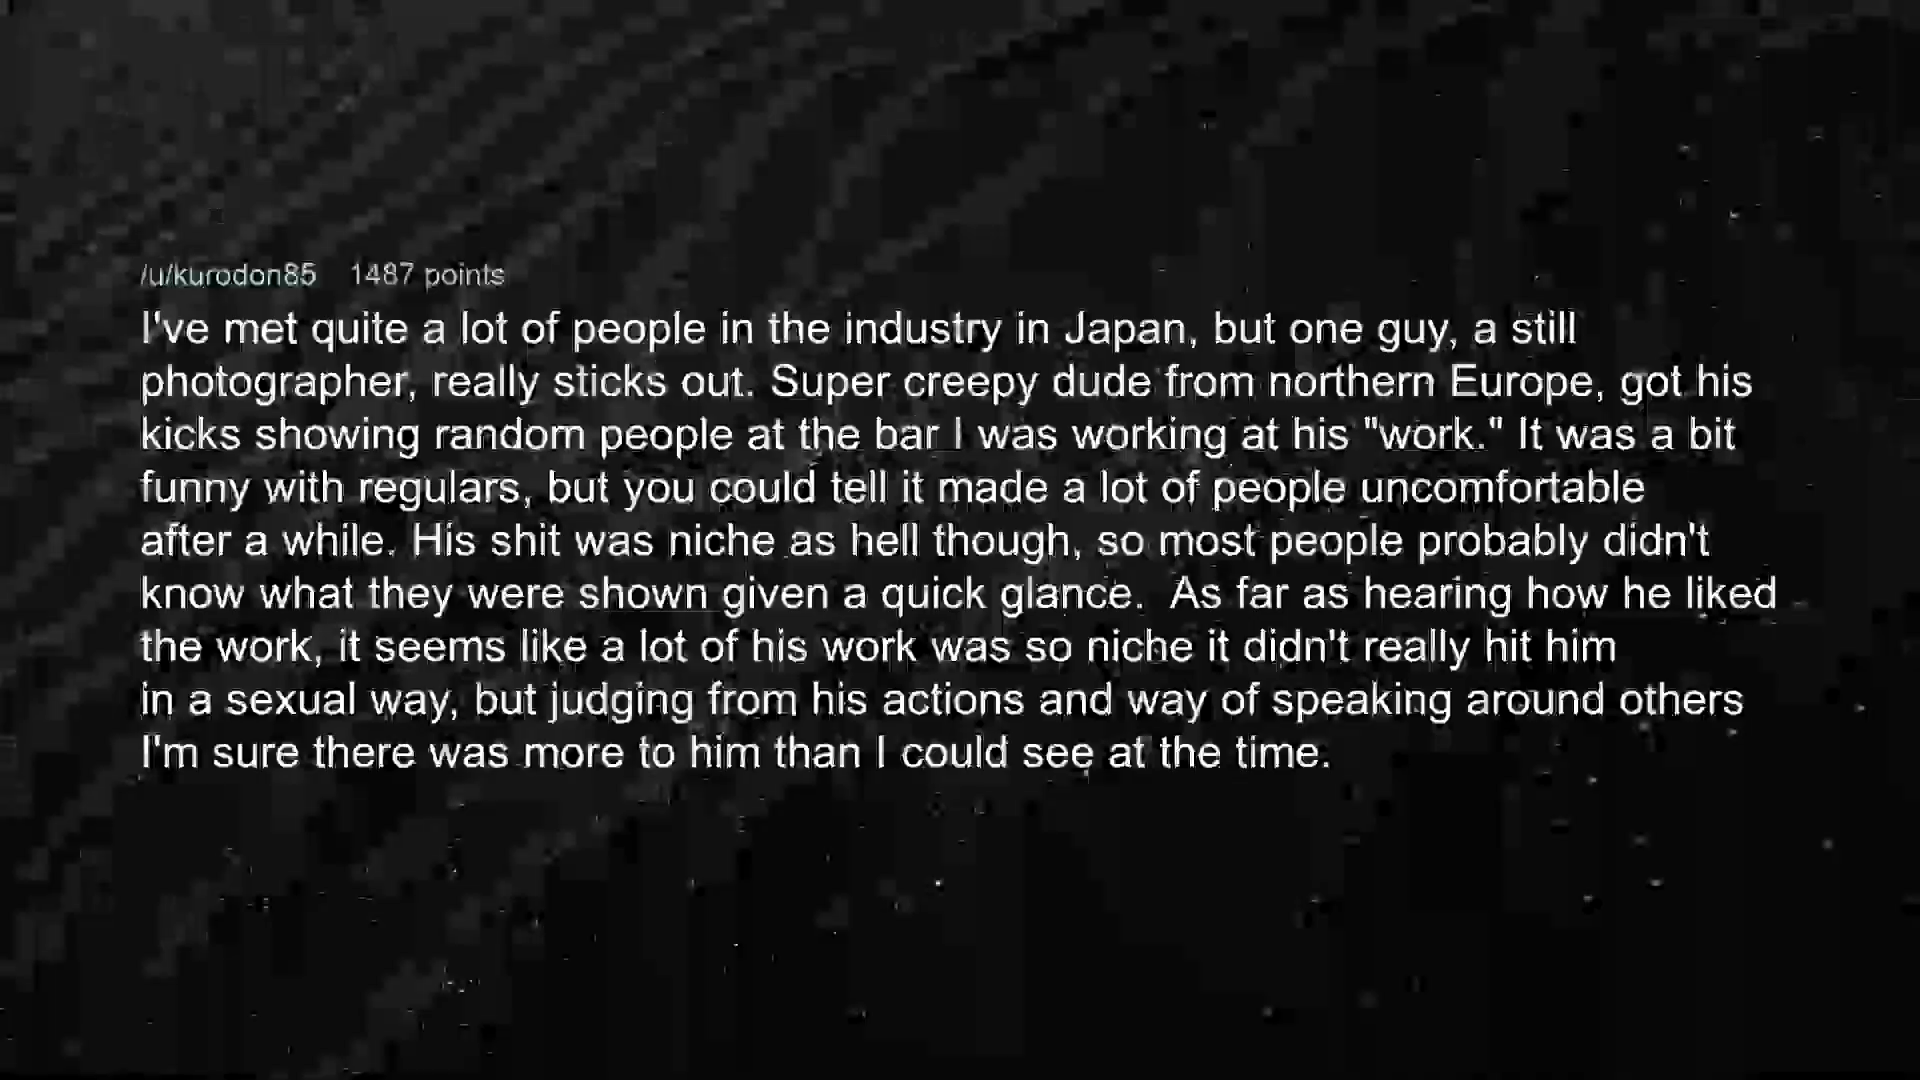 /u/kurodon85 1487 points
I've met quite a lot of people in the industry in Japan, but one guy, a still
photographer, really sticks out. Super creepy dude from northern Europe, got his
kicks showing random people at the bar I was working at his "work." It was a bit
funny with regulars, but you could tell it made a lot of people uncomfortable
after a while. His shit was niche as hell though, so most people probably didn't
know what they were shown given a quick glance. As far as hearing how he liked
the work, it seems like a lot of his work was so niche it didn't really hit him
in a sexual way, but judging from his actions and way of speaking around others
I'm sure there was more to him than I could see at the time.